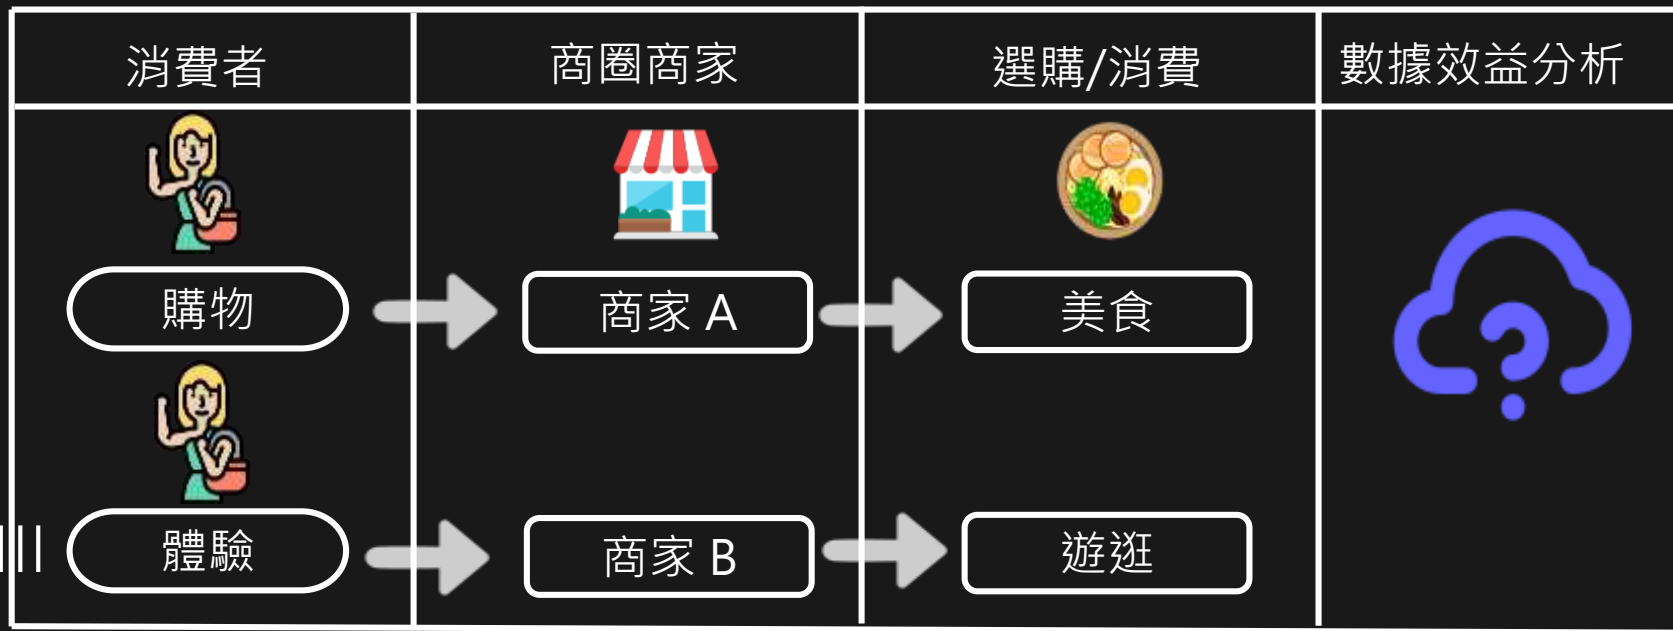 消費者
商圈商家
選購/消費
數據效益分析
購物
商家 A
美食
體驗
商家 B
遊逛